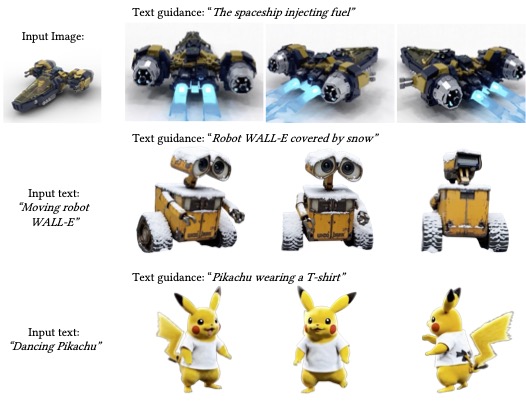 Text guidance: “The spaceship injecting fuel”
Input Image:
Text guidance: “Robot WALL-E covered by snow”
Input text:
“Moving robot
WALL-E”
Text guidance: “Pikachu wearing a T-shirt”
Input text:
“Dancing Pikachu”